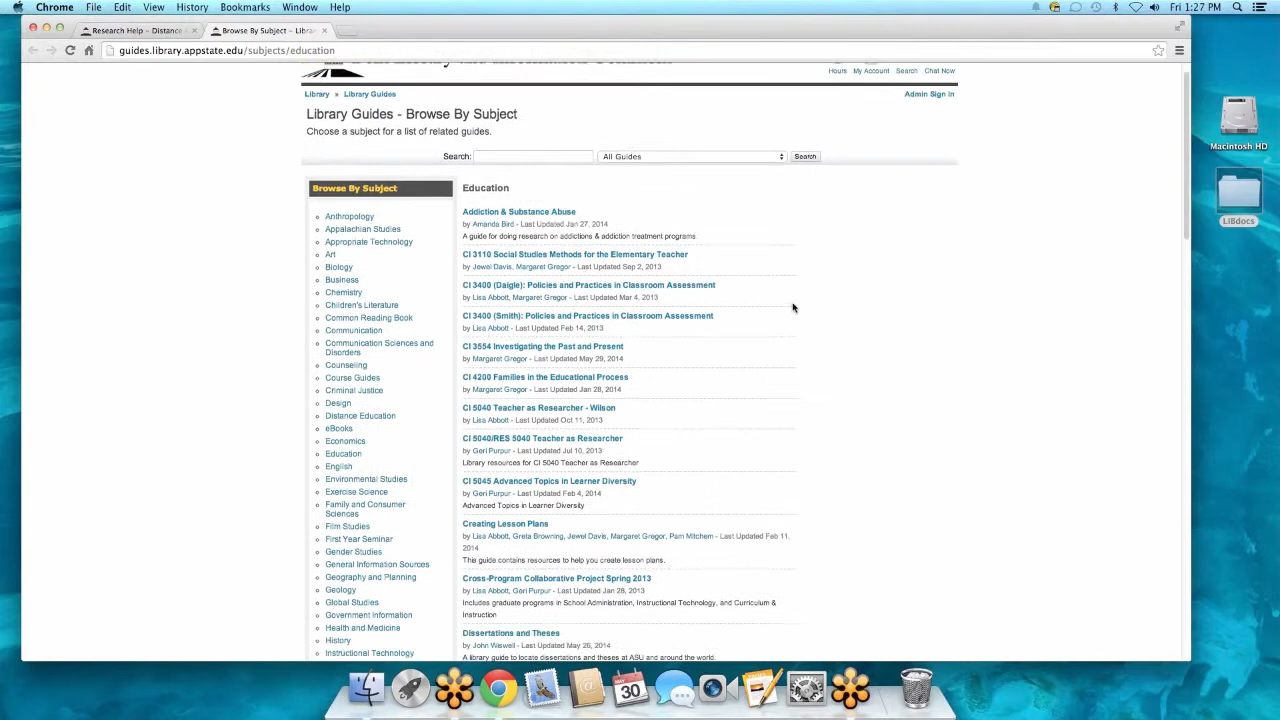 Chrome File Edit View History Bookmarks Window Help Fri 1:27 PM
Research Help – Distance Browse By Subject – Libra
guides.library.appstate.edu/subjects/education
Hours My Account Search Chat Now
Library » Library Guides Admin Sign in
Library Guides - Browse By Subject
Choose a subject for a list of related guides.
Search: All Guides Search
Browse By Subject
Anthropology
Appalachian Studies
Appropriate Technology
Art
Biology
Business
Chemistry
Children's Literature
Common Reading Book
Communication
Communication Sciences and
Disorders
Counseling
Course Guides
Criminal Justice
Design
Distance Education
eBooks
Economics
Education
English
Environmental Studies
Exercise Science
Family and Consumer
Sciences
Film Studies
First Year Seminar
Gender Studies
General Information Sources
Geography and Planning
Geology
Global Studies
Government Information
Health and Medicine
History
Instructional Technology
Education
Addiction & Substance Abuse
by Amanda Bird - Last Updated Jan 27, 2014
A guide for doing research on addictions & addiction treatment programs.
CI 3110 Social Studies Methods for the Elementary Teacher
by Jewel Davis, Margaret Gregor - Last Updated Sep 2, 2013
CI 3400 (Daigle): Policies and Practices in Classroom Assessment
by Lisa Abbott, Margaret Gregor - Last Updated Mar 4, 2013
CI 3400 (Smith): Policies and Practices in Classroom Assessment
by Lisa Abbott - Last Updated Feb 14, 2013
CI 3554 Investigating the Past and Present
by Margaret Gregor - Last Updated May 29, 2014
CI 4200 Families in the Educational Process
by Margaret Gregor - Last Updated Jan 28, 2014
CI 5040 Teacher as Researcher - Wilson
by Lisa Abbott - Last Updated Oct 11, 2013
CI 5040/RES 5040 Teacher as Researcher
by Geri Purpur - Last Updated Jul 10, 2013
Library resources for CI 5040 Teacher as Researcher
CI 5045 Advanced Topics in Learner Diversity
by Geri Purpur - Last Updated Feb 4, 2014
Advanced Topics in Learner Diversity
Creating Lesson Plans
by Lisa Abbott, Greta Browning, Jewel Davis, Margaret Gregor, Pam Mitchem - Last Updated Feb 11,
2014
This guide contains resources to help you create lesson plans.
Cross-Program Collaborative Project Spring 2013
by Lisa Abbott, Geri Purpur - Last Updated Jan 28, 2013
Includes graduate programs in School Administration, Instructional Technology, and Curriculum &
Instruction
Dissertations and Theses
by John Wiswell - Last Updated May 26, 2014
A library guide to locate dissertations and theses at ASU and around the world.
Macintosh HD
LIBdocs
MAY
30